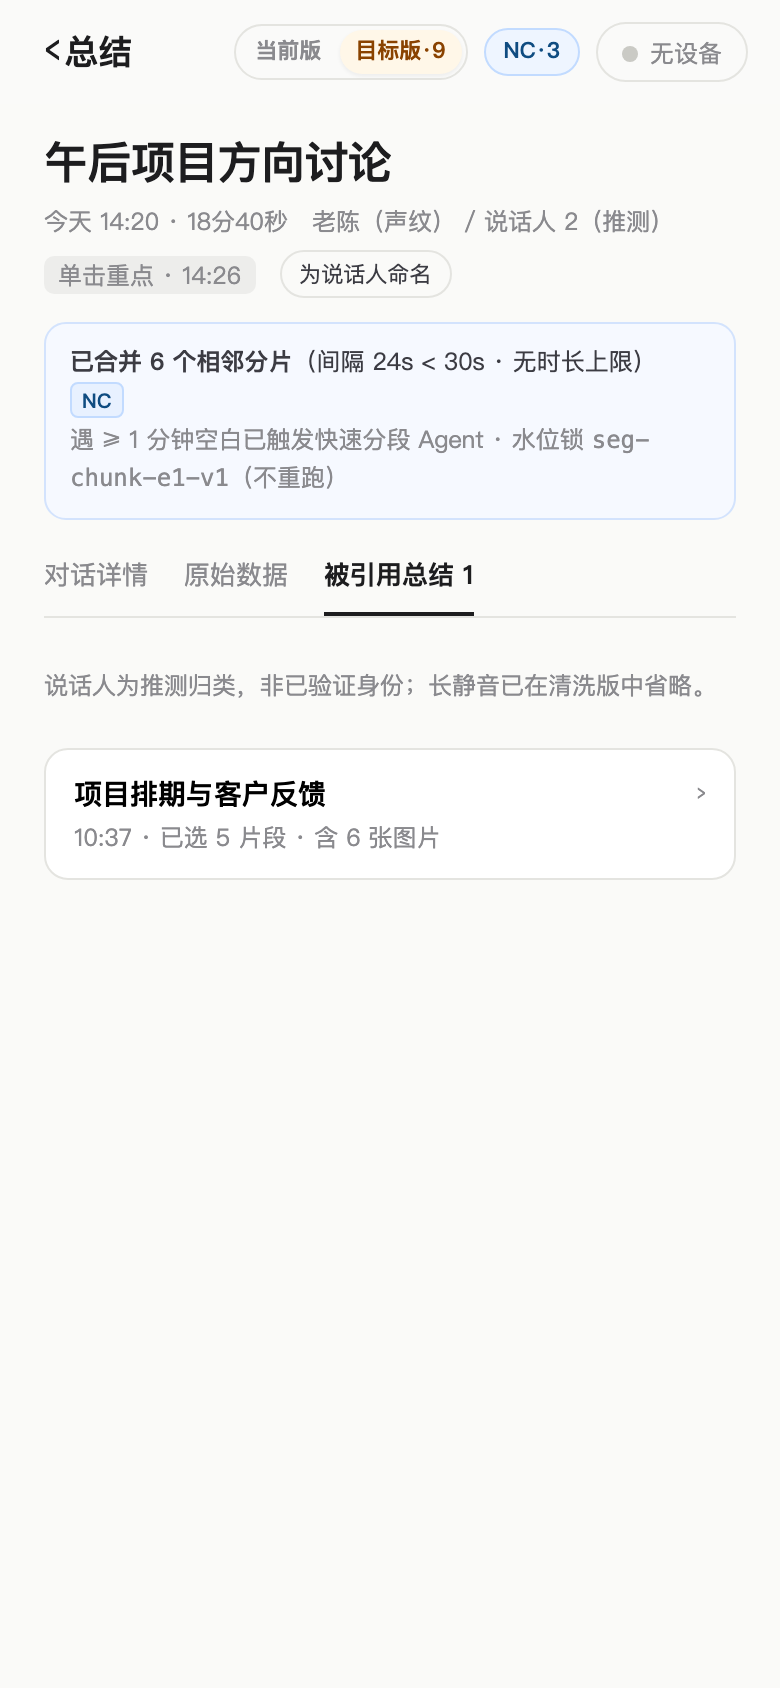 <总结 当前版 目标版·9 NC·3 无设备
午后项目方向讨论
今天 14:20 · 18分40秒 老陈（声纹） / 说话人 2（推测）
单击重点 · 14:26 为说话人命名
已合并 6 个相邻分片（间隔 24s < 30s · 无时长上限）
NC
遇 ≥ 1 分钟空白已触发快速分段 Agent · 水位锁 seg-
chunk-e1-v1（不重跑）
对话详情 原始数据 被引用总结 1
说话人为推测归类，非已验证身份；长静音已在清洗版中省略。
项目排期与客户反馈 ›
10:37 · 已选 5 片段 · 含 6 张图片